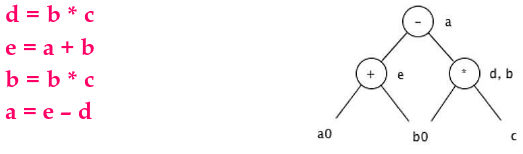 d = b * c
e = a + b
b = b * c
a = e – d
- a
+ e
* d, b
a0 b0 c